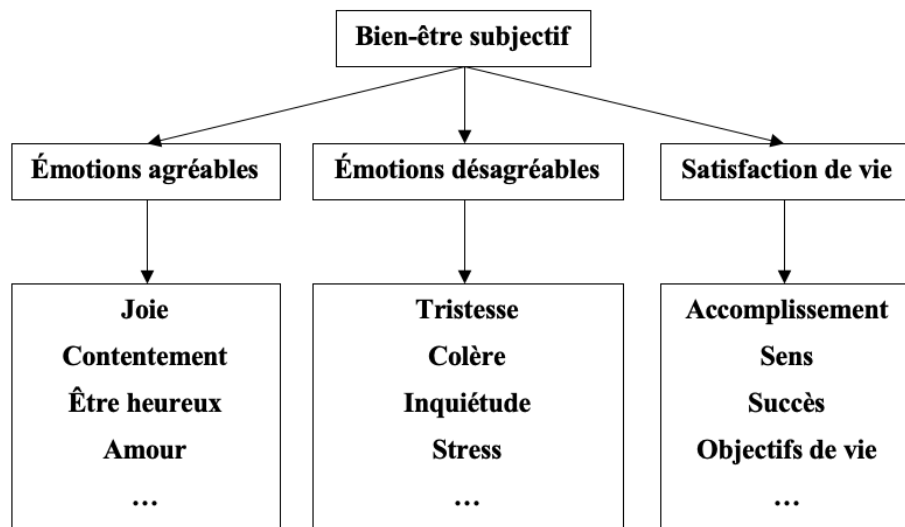 Bien-être subjectif
Émotions agréables
Émotions désagréables
Satisfaction de vie
Joie
Contentement
Être heureux
Amour
…
Tristesse
Colère
Inquiétude
Stress
…
Accomplissement
Sens
Succès
Objectifs de vie
…